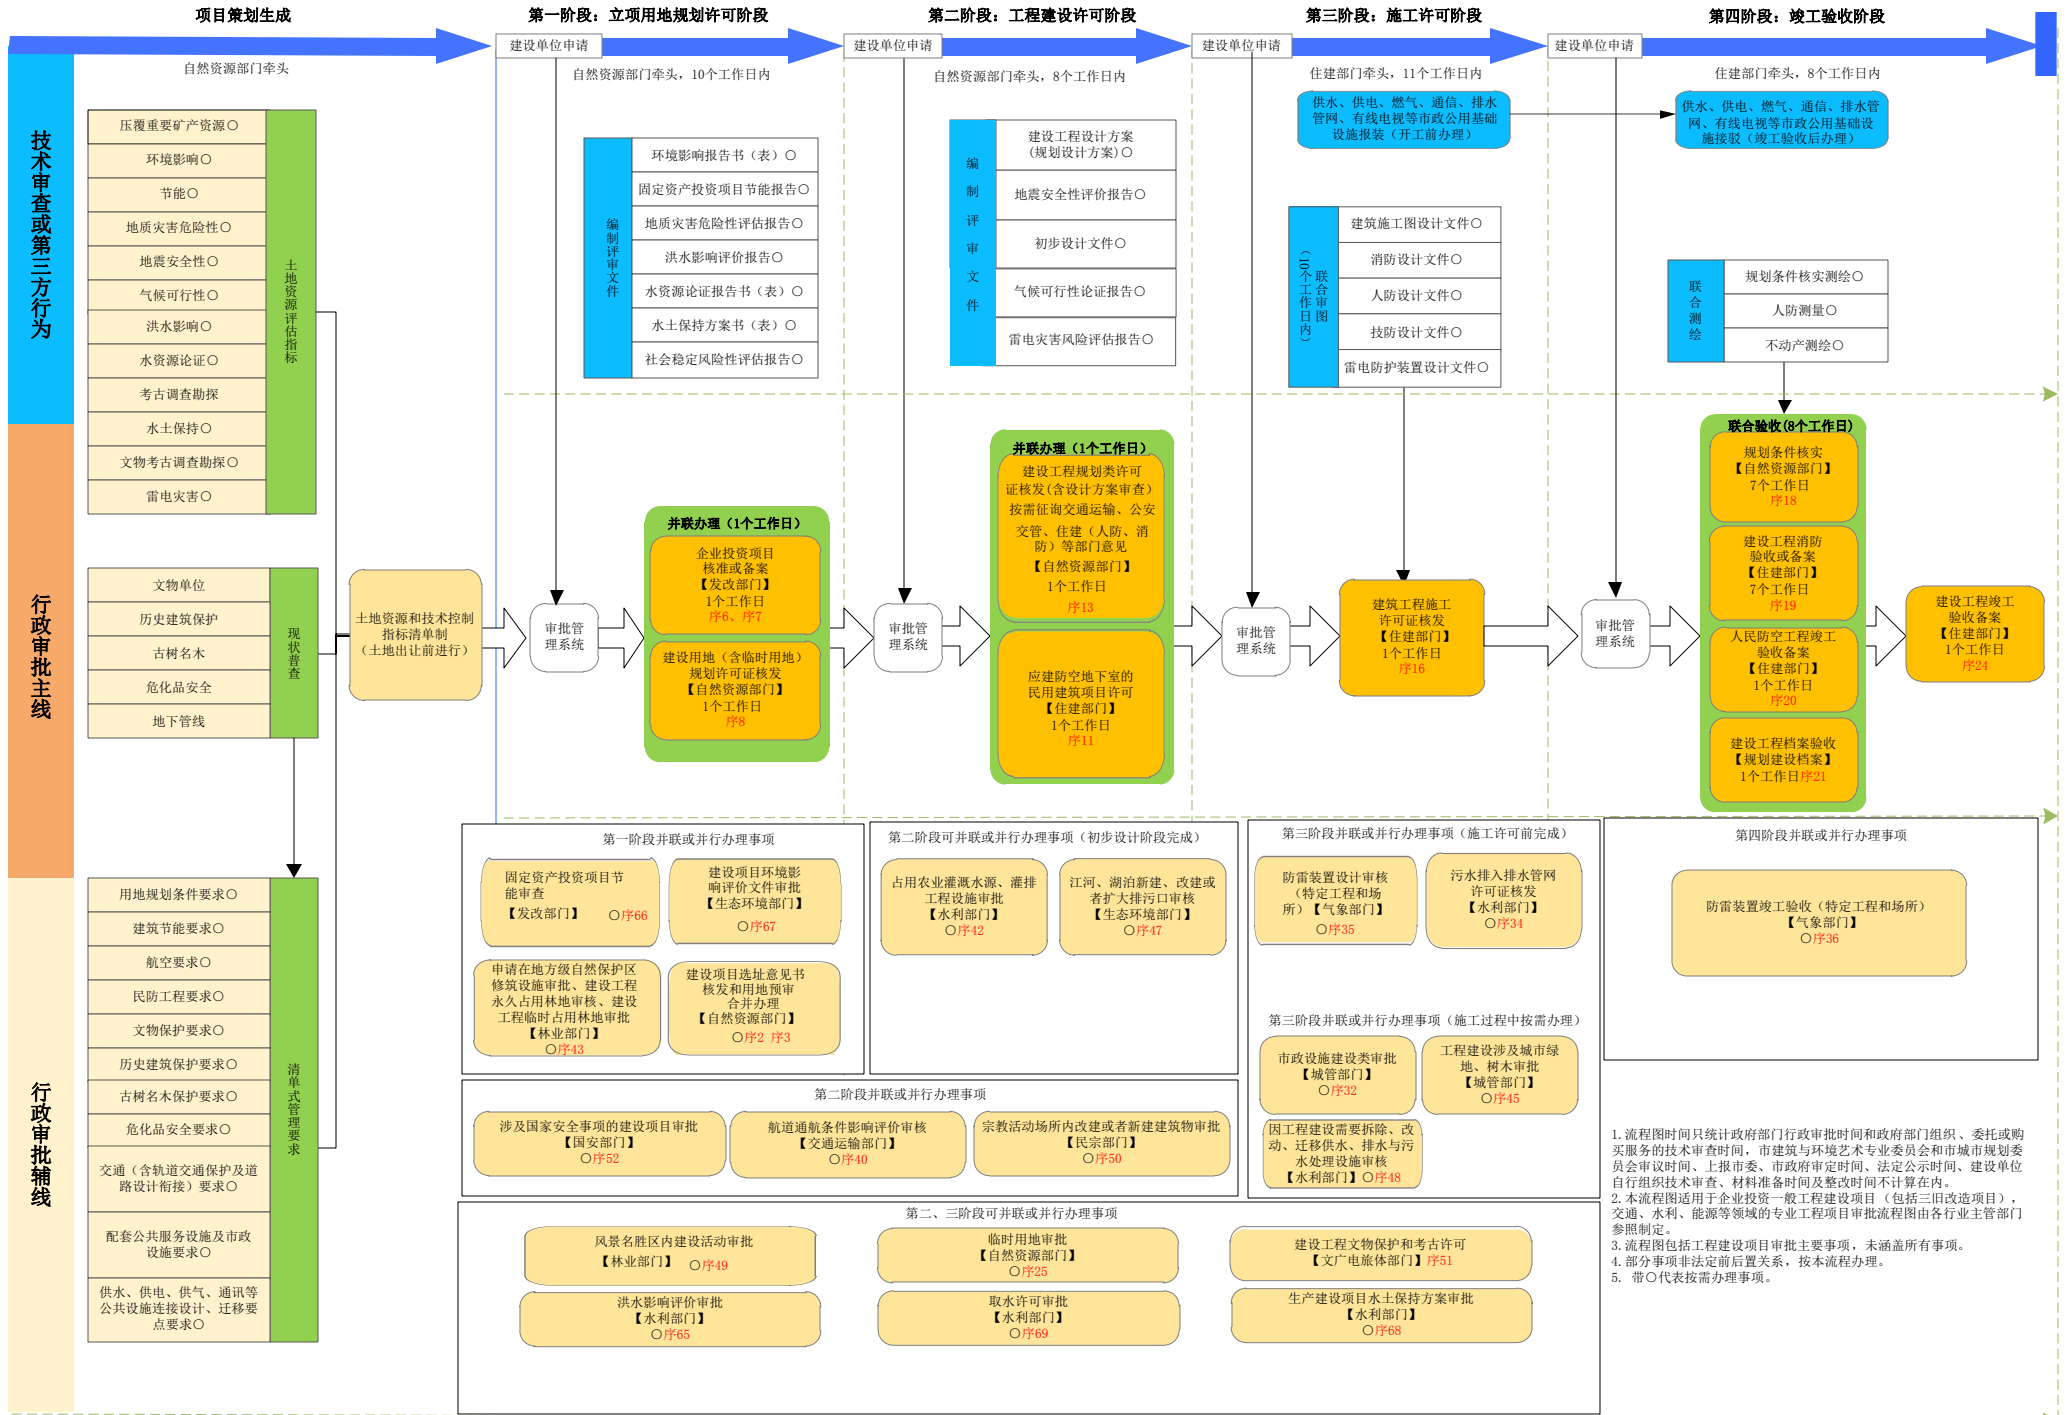 项目策划生成
第一阶段：立项用地规划许可阶段
第二阶段：工程建设许可阶段
第三阶段：施工许可阶段
第四阶段：竣工验收阶段
建设单位申请
建设单位申请
建设单位申请
建设单位申请
自然资源部门牵头
自然资源部门牵头，10个工作日内
自然资源部门牵头，8个工作日内
住建部门牵头，11个工作日内
住建部门牵头，8个工作日内
技术审查或第三方行为
行政审批主线
行政审批辅线
压覆重要矿产资源〇
环境影响〇
节能〇
地质灾害危险性〇
地震安全性〇
气候可行性〇
洪水影响〇
水资源论证〇
考古调查勘探
水土保持〇
文物考古调查勘探〇
雷电灾害〇
土地资源评估指标
文物单位
历史建筑保护
古树名木
危化品安全
地下管线
现状普查
用地规划条件要求〇
建筑节能要求〇
航空要求〇
民防工程要求〇
文物保护要求〇
历史建筑保护要求〇
古树名木保护要求〇
危化品安全要求〇
交通（含轨道交通保护及道
路设计衔接）要求〇
配套公共服务设施及市政
设施要求〇
供水、供电、供气、通讯等
公共设施连接设计、迁移要
点要求〇
清单式管理要求
土地资源和技术控制
指标清单制
（土地出让前进行）
编制评审文件
环境影响报告书（表）〇
固定资产投资项目节能报告〇
地质灾害危险性评估报告〇
洪水影响评价报告〇
水资源论证报告书（表）〇
水土保持方案书（表）〇
社会稳定风险性评估报告〇
审批管
理系统
并联办理（1个工作日）
企业投资项目
核准或备案
【发改部门】
1个工作日
序6、序7
建设用地（含临时用地）
规划许可证核发
【自然资源部门】
1个工作日
序8
编制评审文件
建设工程设计方案
(规划设计方案)〇
地震安全性评价报告〇
初步设计文件〇
气候可行性论证报告〇
雷电灾害风险评估报告〇
审批管
理系统
并联办理（1个工作日）
建设工程规划类许可
证核发(含设计方案审查）
按需征询交通运输、公安
交管、住建（人防、消
防）等部门意见
【自然资源部门】
1个工作日
序13
应建防空地下室的
民用建筑项目许可
【住建部门】
1个工作日
序11
供水、供电、燃气、通信、排水
管网、有线电视等市政公用基础
设施报装（开工前办理）
联合审图
（10个工作日内）
建筑施工图设计文件〇
消防设计文件〇
人防设计文件〇
技防设计文件〇
雷电防护装置设计文件〇
审批管
理系统
建筑工程施工
许可证核发
【住建部门】
1个工作日
序16
供水、供电、燃气、通信、排水管
网、有线电视等市政公用基础设
施接驳（竣工验收后办理）
联合测绘
规划条件核实测绘〇
人防测量〇
不动产测绘〇
审批管
理系统
联合验收(8个工作日)
规划条件核实
【自然资源部门】
7个工作日
序18
建设工程消防
验收或备案
【住建部门】
7个工作日
序19
人民防空工程竣工
验收备案
【住建部门】
1个工作日
序20
建设工程档案验收
【规划建设档案】
1个工作日序21
建设工程竣工
验收备案
【住建部门】
1个工作日
序24
第一阶段并联或并行办理事项
固定资产投资项目节
能审查
【发改部门】 〇序66
建设项目环境影
响评价文件审批
【生态环境部门】
〇序67
申请在地方级自然保护区
修筑设施审批、建设工程
永久占用林地审核、建设
工程临时占用林地审批
【林业部门】
〇序43
建设项目选址意见书
核发和用地预审
合并办理
【自然资源部门】
〇序2 序3
第二阶段可并联或并行办理事项（初步设计阶段完成）
占用农业灌溉水源、灌排
工程设施审批
【水利部门】
〇序42
江河、湖泊新建、改建或
者扩大排污口审核
【生态环境部门】
〇序47
第二阶段并联或并行办理事项
涉及国家安全事项的建设项目审批
【国安部门】
〇序52
航道通航条件影响评价审核
【交通运输部门】
〇序40
宗教活动场所内改建或者新建建筑物审批
【民宗部门】
〇序50
第三阶段并联或并行办理事项（施工许可前完成）
防雷装置设计审核
（特定工程和场
所）【气象部门】
〇序35
污水排入排水管网
许可证核发
【水利部门】
〇序34
第三阶段并联或并行办理事项（施工过程中按需办理）
市政设施建设类审批
【城管部门】
〇序32
工程建设涉及城市绿
地、树木审批
【城管部门】
〇序45
因工程建设需要拆除、改
动、迁移供水、排水与污
水处理设施审核
【水利部门】〇序48
第四阶段并联或并行办理事项
防雷装置竣工验收（特定工程和场所）
【气象部门】
〇序36
第二、三阶段可并联或并行办理事项
风景名胜区内建设活动审批
【林业部门】 〇序49
临时用地审批
【自然资源部门】
〇序25
建设工程文物保护和考古许可
【文广电旅体部门】序51
洪水影响评价审批
【水利部门】
〇序65
取水许可审批
【水利部门】
〇序69
生产建设项目水土保持方案审批
【水利部门】
〇序68
1.流程图时间只统计政府部门行政审批时间和政府部门组织、委托或购
买服务的技术审查时间，市建筑与环境艺术专业委员会和市城市规划委
员会审议时间、上报市委、市政府审定时间、法定公示时间、建设单位
自行组织技术审查、材料准备时间及整改时间不计算在内。
2.本流程图适用于企业投资一般工程建设项目（包括三旧改造项目），
交通、水利、能源等领域的专业工程项目审批流程图由各行业主管部门
参照制定。
3.流程图包括工程建设项目审批主要事项，未涵盖所有事项。
4.部分事项非法定前后置关系，按本流程办理。
5. 带〇代表按需办理事项。